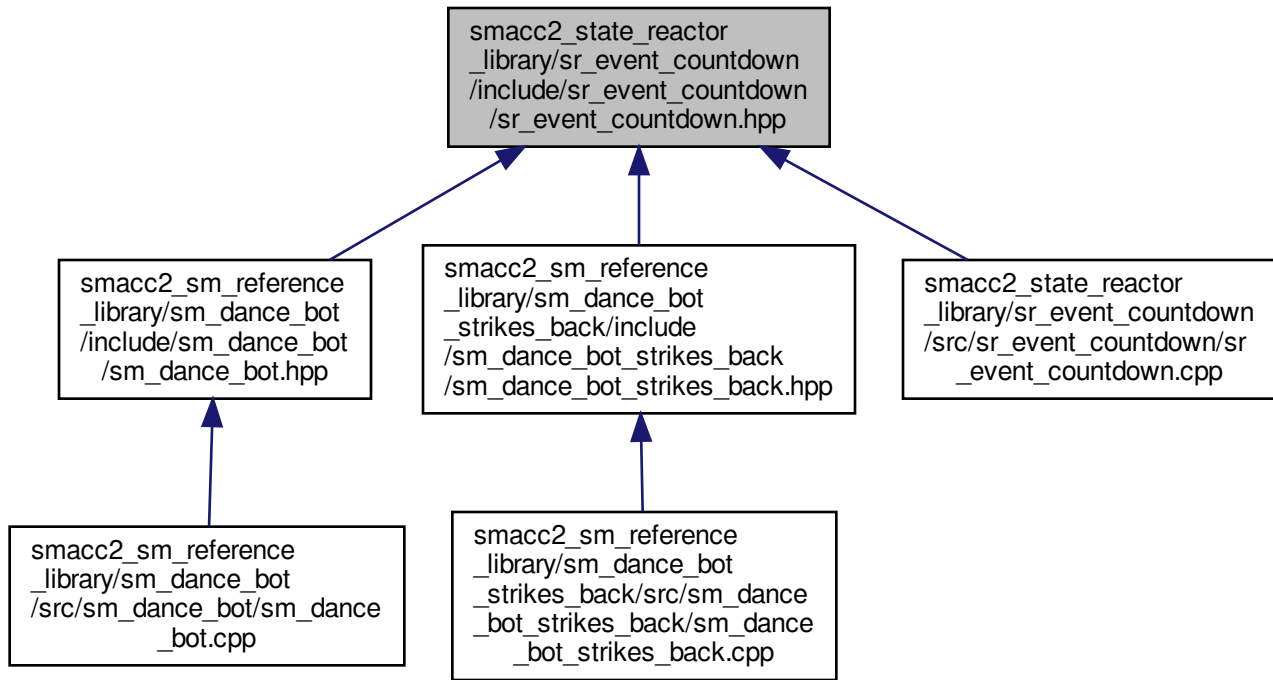 smacc2_state_reactor
_library/sr_event_countdown
/include/sr_event_countdown
/sr_event_countdown.hpp
smacc2_sm_reference
_library/sm_dance_bot
/include/sm_dance_bot
/sm_dance_bot.hpp
smacc2_sm_reference
_library/sm_dance_bot
_strikes_back/include
/sm_dance_bot_strikes_back
/sm_dance_bot_strikes_back.hpp
smacc2_state_reactor
_library/sr_event_countdown
/src/sr_event_countdown/sr
_event_countdown.cpp
smacc2_sm_reference
_library/sm_dance_bot
/src/sm_dance_bot/sm_dance
_bot.cpp
smacc2_sm_reference
_library/sm_dance_bot
_strikes_back/src/sm_dance
_bot_strikes_back/sm_dance
_bot_strikes_back.cpp